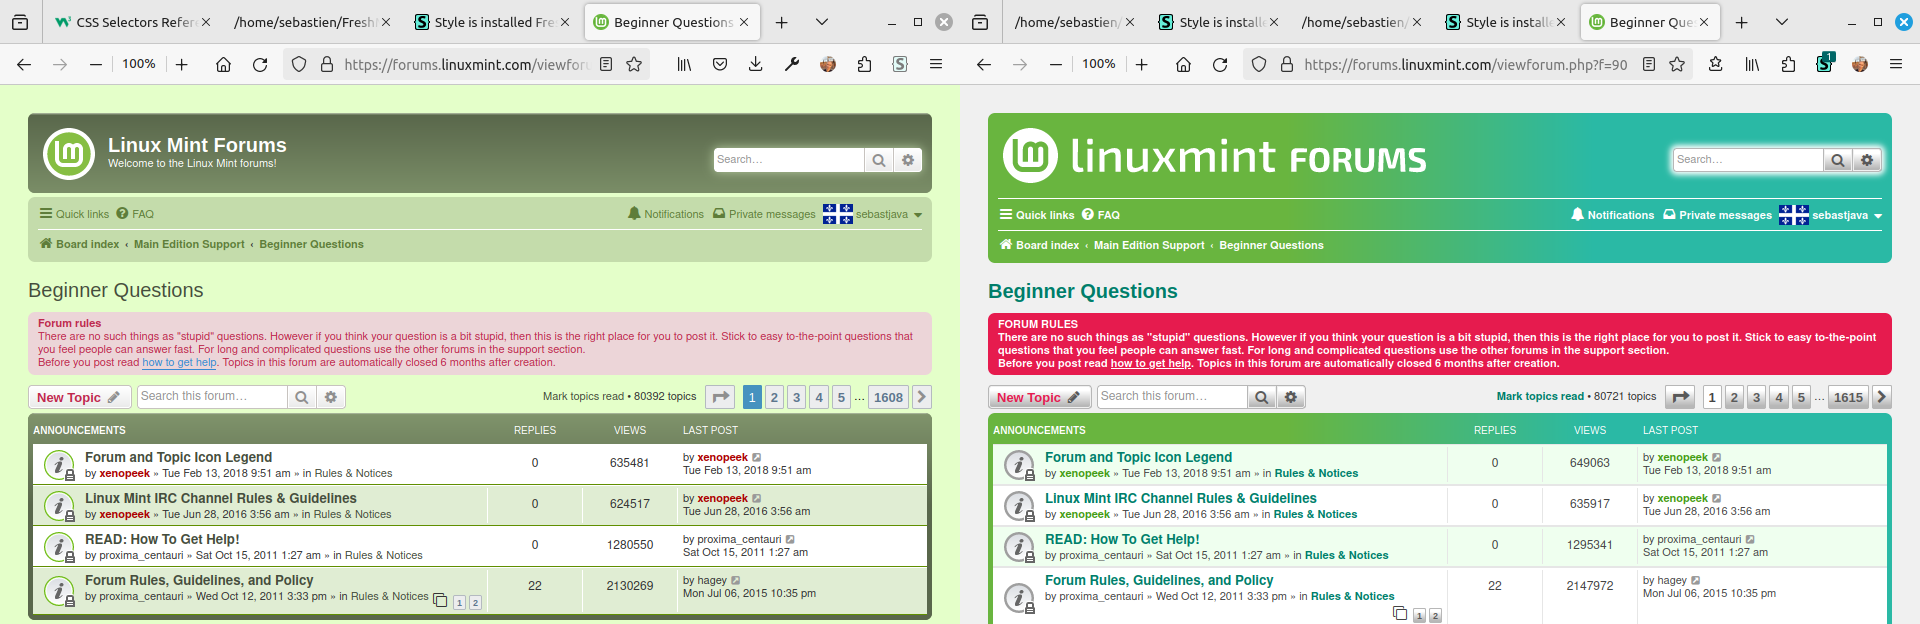 CSS Selectors Refer
/home/sebastien/Fresh
Style is installed Fre
Beginner Questions
100%
https://forums.linuxmint.com/viewforu
Linux Mint Forums
Welcome to the Linux Mint forums!
Search…
Quick links FAQ
Notifications Private messages sebastjava
Board index ‹ Main Edition Support ‹ Beginner Questions
Beginner Questions
Forum rules
There are no such things as "stupid" questions. However if you think your question is a bit stupid, then this is the right place for you to post it. Stick to easy to-the-point questions that
you feel people can answer fast. For long and complicated questions use the other forums in the support section.
Before you post read how to get help. Topics in this forum are automatically closed 6 months after creation.
New Topic Search this forum… Mark topics read • 80392 topics 1 2 3 4 5 … 1608
ANNOUNCEMENTS REPLIES VIEWS LAST POST
Forum and Topic Icon Legend
by xenopeek » Tue Feb 13, 2018 9:51 am » in Rules & Notices
0
635481
by xenopeek
Tue Feb 13, 2018 9:51 am
Linux Mint IRC Channel Rules & Guidelines
by xenopeek » Tue Jun 28, 2016 3:56 am » in Rules & Notices
0
624517
by xenopeek
Tue Jun 28, 2016 3:56 am
READ: How To Get Help!
by proxima_centauri » Sat Oct 15, 2011 1:27 am » in Rules & Notices
0
1280550
by proxima_centauri
Sat Oct 15, 2011 1:27 am
Forum Rules, Guidelines, and Policy
by proxima_centauri » Wed Oct 12, 2011 3:33 pm » in Rules & Notices 1 2
22
2130269
by hagey
Mon Jul 06, 2015 10:35 pm
/home/sebastien/
Style is installe
/home/sebastien/
Style is installe
Beginner Que
100%
https://forums.linuxmint.com/viewforum.php?f=90
1
linuxmint FORUMS
Search…
Quick links FAQ
Notifications Private messages sebastjava
Board index ‹ Main Edition Support ‹ Beginner Questions
Beginner Questions
FORUM RULES
There are no such things as "stupid" questions. However if you think your question is a bit stupid, then this is the right place for you to post it. Stick to easy to-the-point
questions that you feel people can answer fast. For long and complicated questions use the other forums in the support section.
Before you post read how to get help. Topics in this forum are automatically closed 6 months after creation.
New Topic Search this forum… Mark topics read • 80721 topics 1 2 3 4 5 … 1615
ANNOUNCEMENTS REPLIES VIEWS LAST POST
Forum and Topic Icon Legend
by xenopeek » Tue Feb 13, 2018 9:51 am » in Rules & Notices
0
649063
by xenopeek
Tue Feb 13, 2018 9:51 am
Linux Mint IRC Channel Rules & Guidelines
by xenopeek » Tue Jun 28, 2016 3:56 am » in Rules & Notices
0
635917
by xenopeek
Tue Jun 28, 2016 3:56 am
READ: How To Get Help!
by proxima_centauri » Sat Oct 15, 2011 1:27 am » in Rules & Notices
0
1295341
by proxima_centauri
Sat Oct 15, 2011 1:27 am
Forum Rules, Guidelines, and Policy
by proxima_centauri » Wed Oct 12, 2011 3:33 pm » in Rules & Notices
1 2
22
2147972
by hagey
Mon Jul 06, 2015 10:35 pm